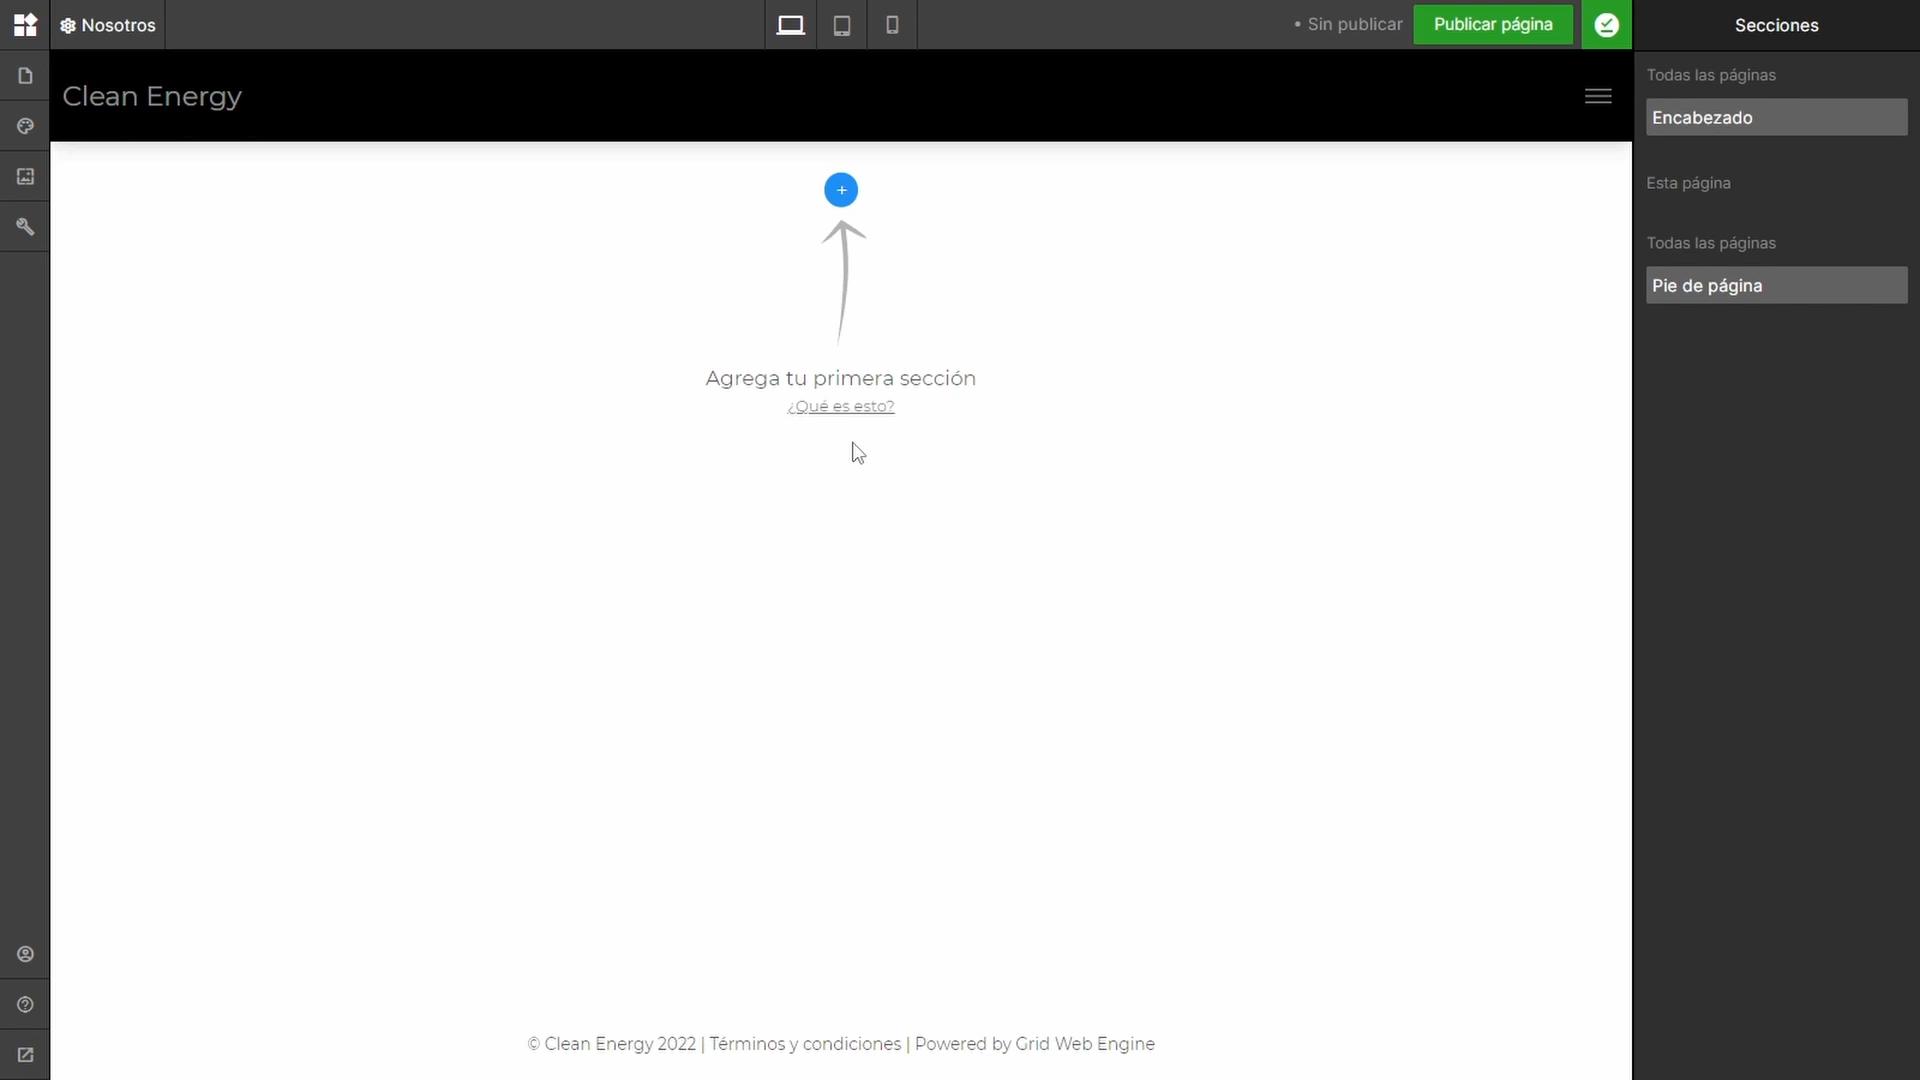 Nosotros
• Sin publicar
Publicar página
Secciones
Clean Energy
Todas las páginas
Encabezado
Esta página
Todas las páginas
Pie de página
Agrega tu primera sección
¿Qué es esto?
© Clean Energy 2022 | Términos y condiciones | Powered by Grid Web Engine